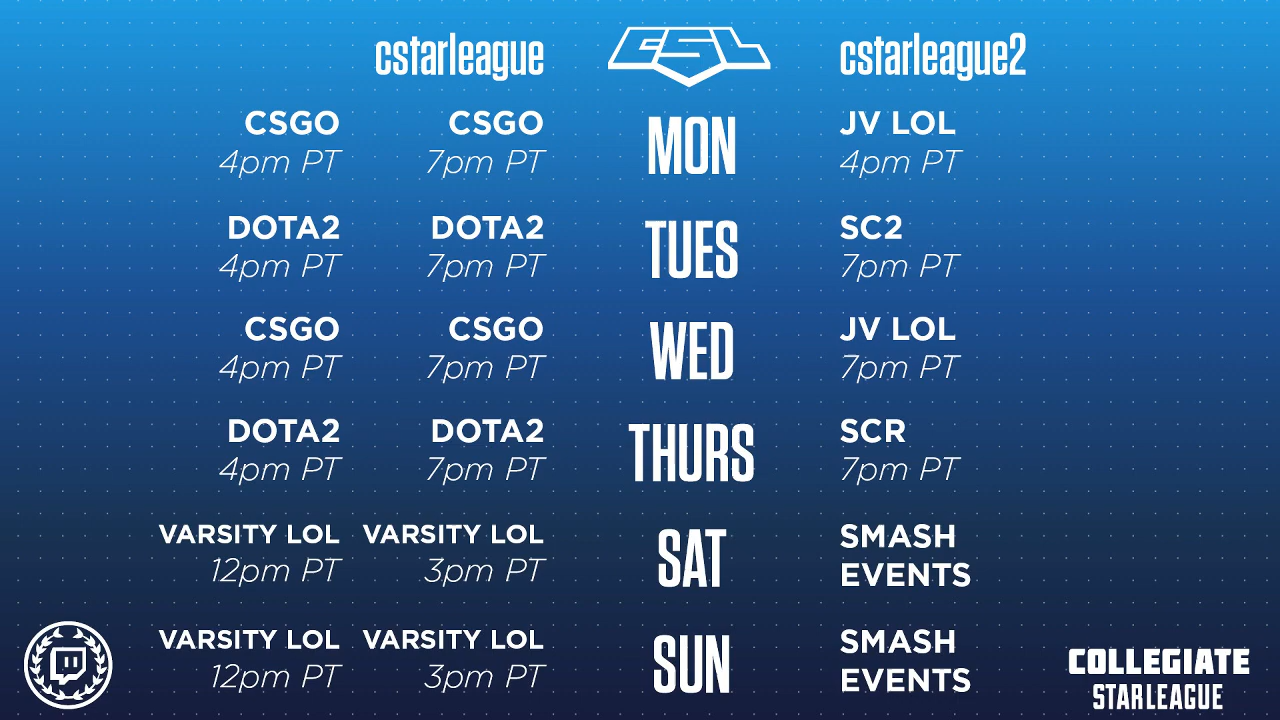 cstarleague CSL cstarleague2
CSGO CSGO MON JV LOL
4pm PT 7pm PT 4pm PT
DOTA2 DOTA2 TUES SC2
4pm PT 7pm PT 7pm PT
CSGO CSGO WED JV LOL
4pm PT 7pm PT 7pm PT
DOTA2 DOTA2 THURS SCR
4pm PT 7pm PT 7pm PT
VARSITY LOL VARSITY LOL SAT SMASH
12pm PT 3pm PT EVENTS
VARSITY LOL VARSITY LOL SUN SMASH
12pm PT 3pm PT EVENTS
COLLEGIATE
STARLEAGUE